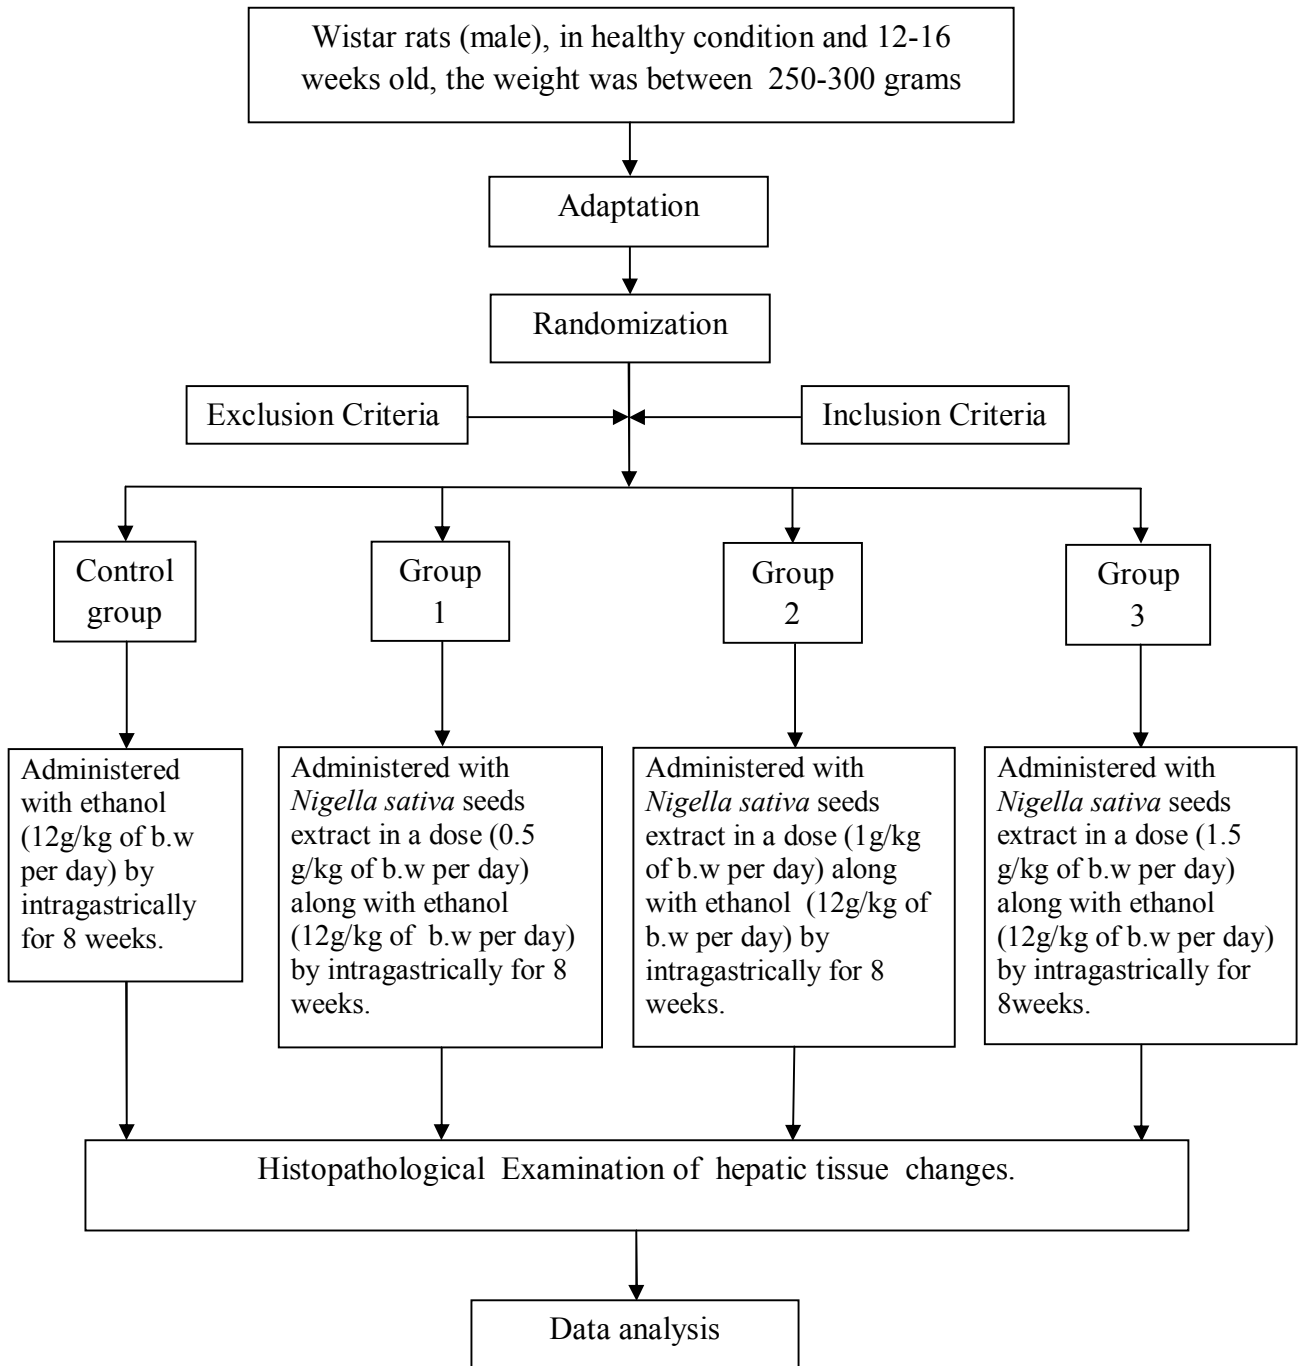 Wistar rats (male), in healthy condition and 12-16
weeks old, the weight was between 250-300 grams
Adaptation
Randomization
Exclusion Criteria
Inclusion Criteria
Control
group
Group
1
Group
2
Group
3
Administered
with ethanol
(12g/kg of b.w
per day) by
intragastrically
for 8 weeks.
Administered with
Nigella sativa seeds
extract in a dose (0.5
g/kg of b.w per day)
along with ethanol
(12g/kg of b.w per day)
by intragastrically for 8
weeks.
Administered with
Nigella sativa seeds
extract in a dose (1g/kg
of b.w per day) along
with ethanol (12g/kg of
b.w per day) by
intragastrically for 8
weeks.
Administered with
Nigella sativa seeds
extract in a dose (1.5
g/kg of b.w per day)
along with ethanol
(12g/kg of b.w per day)
by intragastrically for
8weeks.
Histopathological Examination of hepatic tissue changes.
Data analysis